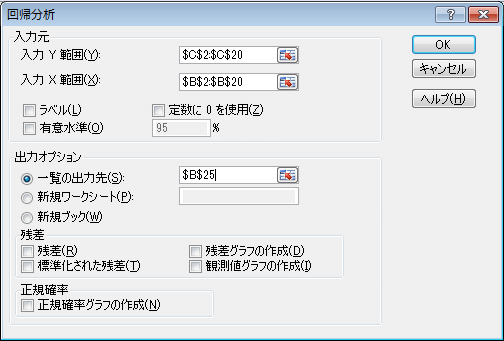 回帰分析
入力元
入力 Y 範囲(Y): $C$2:$C$20
入力 X 範囲(X): $B$2:$B$20
ラベル(L) 定数に 0 を使用(Z)
有意水準(O) 95 %
OK
キャンセル
ヘルプ(H)
出力オプション
一覧の出力先(S): $B$25
新規ワークシート(P):
新規ブック(W)
残差
残差(R) 残差グラフの作成(D)
標準化された残差(T) 観測値グラフの作成(I)
正規確率
正規確率グラフの作成(N)